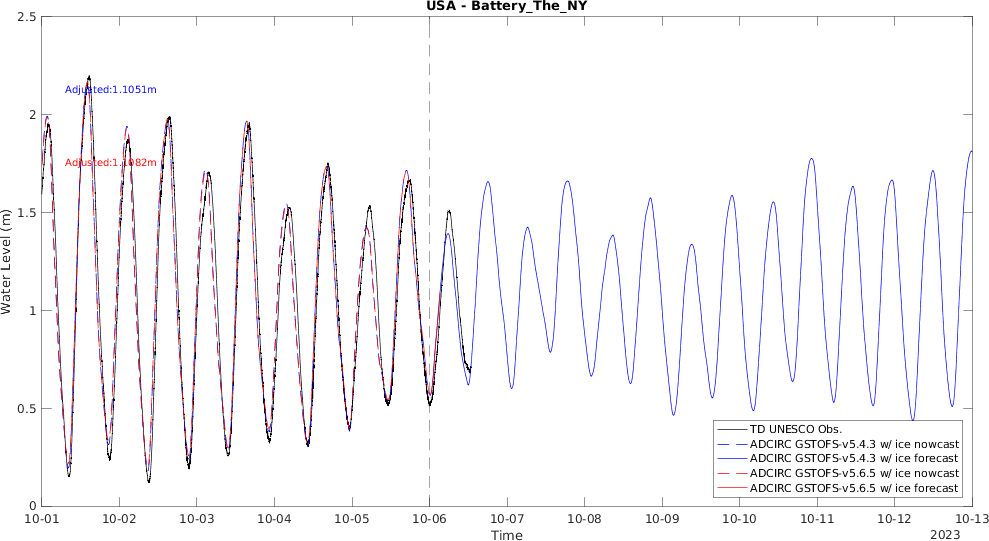 USA - Battery_The_NY
2.5
2
1.5
1
0.5
0
Water Level (m)
Adjusted:1.1051m
Adjusted:1.1082m
TD UNESCO Obs.
ADCIRC GSTOFS-v5.4.3 w/ ice nowcast
ADCIRC GSTOFS-v5.4.3 w/ ice forecast
ADCIRC GSTOFS-v5.6.5 w/ ice nowcast
ADCIRC GSTOFS-v5.6.5 w/ ice forecast
10-01 10-02 10-03 10-04 10-05 10-06 10-07 10-08 10-09 10-10 10-11 10-12 10-13
Time
2023